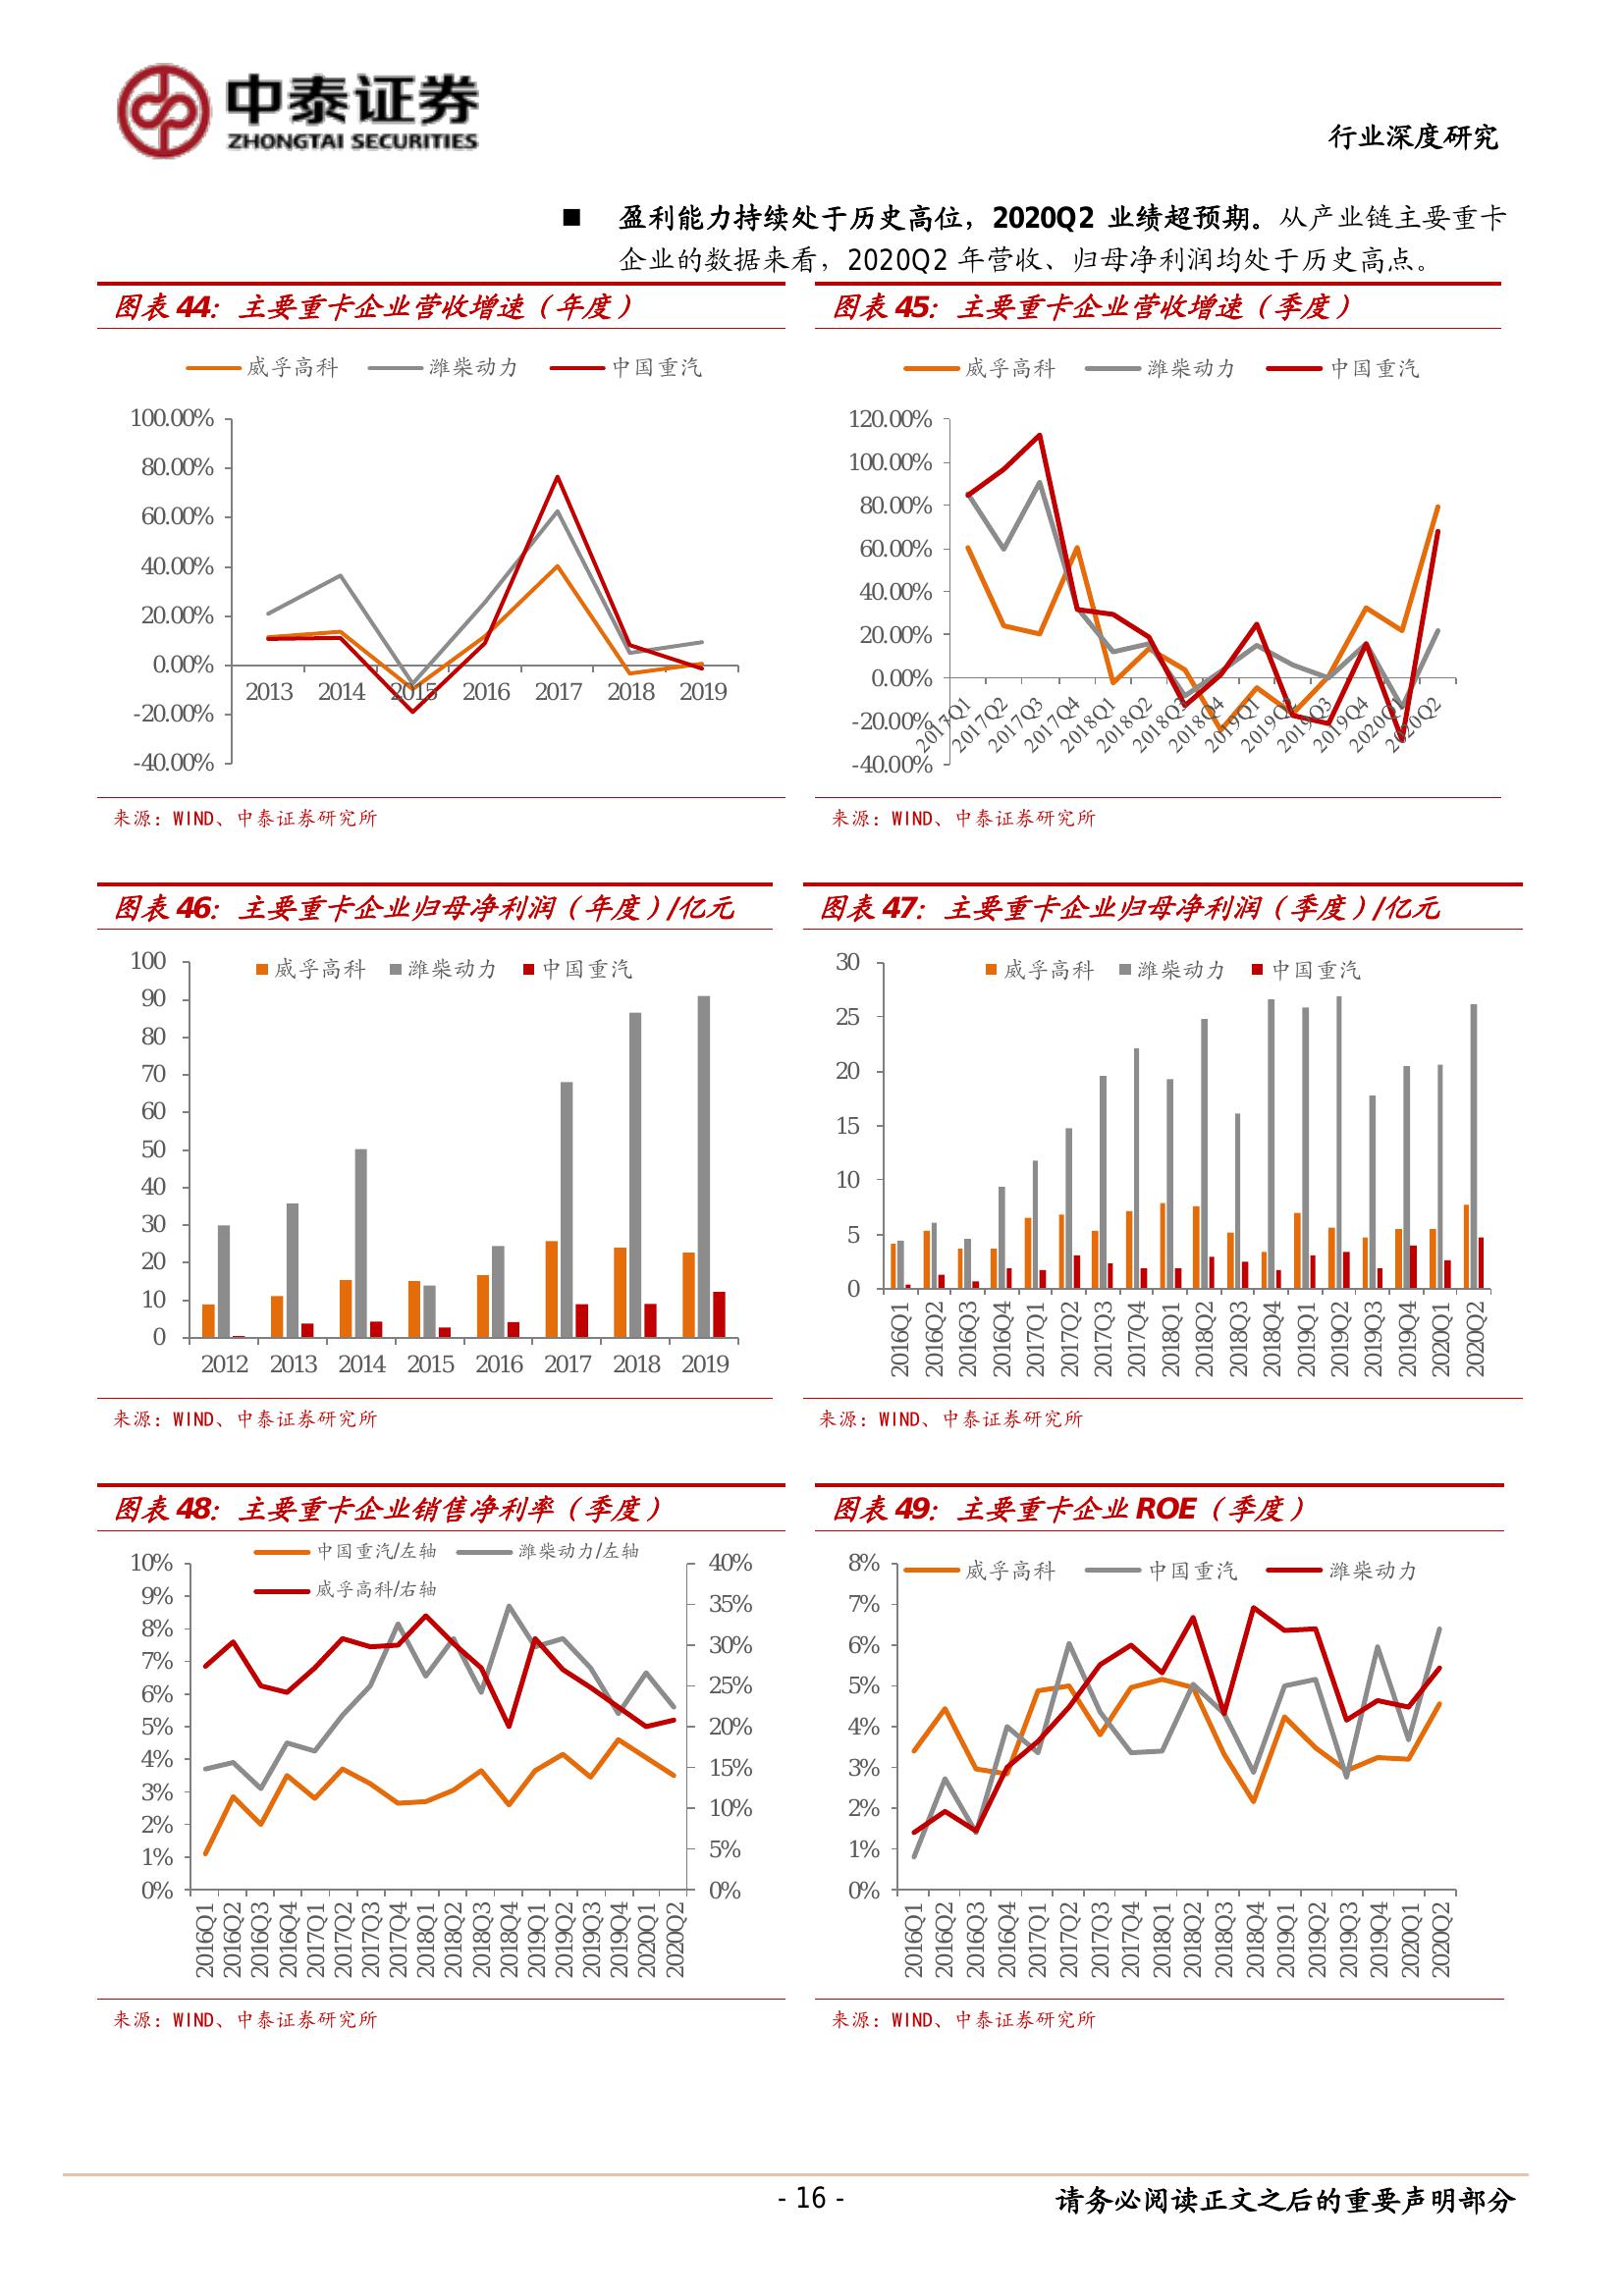 中泰证券
ZHONGTAI SECURITIES
行业深度研究
■ 盈利能力持续处于历史高位，2020Q2 业绩超预期。从产业链主要重卡
企业的数据来看，2020Q2 年营收、归母净利润均处于历史高点。
图表 44：主要重卡企业营收增速（年度）
威孚高科 潍柴动力 中国重汽
100.00%
80.00%
60.00%
40.00%
20.00%
0.00%
-20.00%
-40.00%
2013 2014 2015 2016 2017 2018 2019
来源：WIND、中泰证券研究所
图表 45：主要重卡企业营收增速（季度）
威孚高科 潍柴动力 中国重汽
120.00%
100.00%
80.00%
60.00%
40.00%
20.00%
0.00%
-20.00%
-40.00%
2017Q1 2017Q2 2017Q3 2017Q4 2018Q1 2018Q2 2018Q3 2018Q4 2019Q1 2019Q2 2019Q3 2019Q4 2020Q1 2020Q2
来源：WIND、中泰证券研究所
图表 46：主要重卡企业归母净利润（年度）/亿元
威孚高科 潍柴动力 中国重汽
100
90
80
70
60
50
40
30
20
10
0
2012 2013 2014 2015 2016 2017 2018 2019
来源：WIND、中泰证券研究所
图表 47：主要重卡企业归母净利润（季度）/亿元
威孚高科 潍柴动力 中国重汽
30
25
20
15
10
5
0
2016Q1 2016Q2 2016Q3 2016Q4 2017Q1 2017Q2 2017Q3 2017Q4 2018Q1 2018Q2 2018Q3 2018Q4 2019Q1 2019Q2 2019Q3 2019Q4 2020Q1 2020Q2
来源：WIND、中泰证券研究所
图表 48：主要重卡企业销售净利率（季度）
中国重汽/左轴 潍柴动力/左轴
威孚高科/右轴
10% 40%
9% 35%
8% 30%
7% 25%
6% 20%
5% 15%
4% 10%
3% 5%
2% 0%
1%
0%
2016Q1 2016Q2 2016Q3 2016Q4 2017Q1 2017Q2 2017Q3 2017Q4 2018Q1 2018Q2 2018Q3 2018Q4 2019Q1 2019Q2 2019Q3 2019Q4 2020Q1 2020Q2
来源：WIND、中泰证券研究所
图表 49：主要重卡企业 ROE（季度）
威孚高科 中国重汽 潍柴动力
8%
7%
6%
5%
4%
3%
2%
1%
0%
2016Q1 2016Q2 2016Q3 2016Q4 2017Q1 2017Q2 2017Q3 2017Q4 2018Q1 2018Q2 2018Q3 2018Q4 2019Q1 2019Q2 2019Q3 2019Q4 2020Q1 2020Q2
来源：WIND、中泰证券研究所
- 16 -
请务必阅读正文之后的重要声明部分